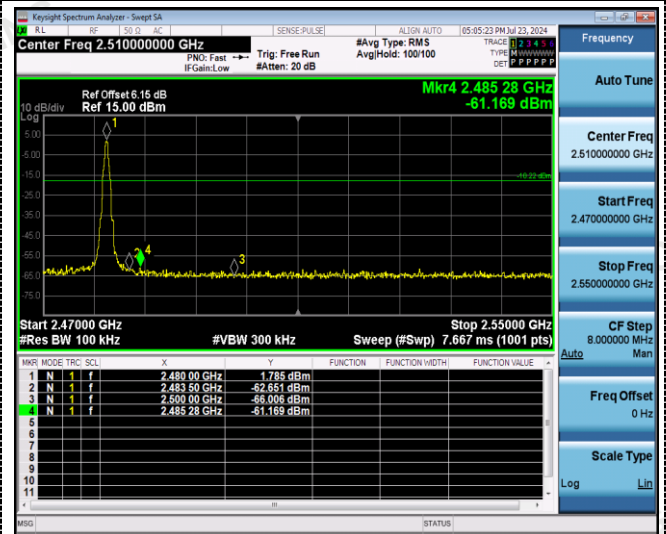 Keysight Spectrum Analyzer - Swept SA
RL RF 50 Ω AC SENSE:PULSE ALIGN AUTO 05:05:23 PM Jul 23, 2024
Center Freq 2.510000000 GHz #Avg Type: RMS TRACE 1 2 3 4 5 6
PNO: Fast Trig: Free Run Avg|Hold: 100/100 TYPE M W W W W W
IFGain:Low #Atten: 20 dB DET P P P P P P
Frequency
Auto Tune
Center Freq
2.510000000 GHz
Start Freq
2.470000000 GHz
Stop Freq
2.550000000 GHz
CF Step
8.000000 MHz
Auto Man
Freq Offset
0 Hz
Scale Type
Log Lin
Mkr4 2.485 28 GHz
-61.169 dBm
Ref Offset 6.15 dB
10 dB/div Ref 15.00 dBm
Log
5.00
-5.00
-15.0
-18.22 dBm
-25.0
-35.0
-45.0
-55.0
-65.0
-75.0
1
2
4
3
Start 2.47000 GHz Stop 2.55000 GHz
#Res BW 100 kHz #VBW 300 kHz Sweep (#Swp) 7.667 ms (1001 pts)
MKR MODE TRC SCL X Y FUNCTION FUNCTION WIDTH FUNCTION VALUE
1 N 1 f 2.480 00 GHz 1.785 dBm
2 N 1 f 2.483 50 GHz -62.651 dBm
3 N 1 f 2.500 00 GHz -66.006 dBm
4 N 1 f 2.485 28 GHz -61.169 dBm
5
6
7
8
9
10
11
MSG STATUS